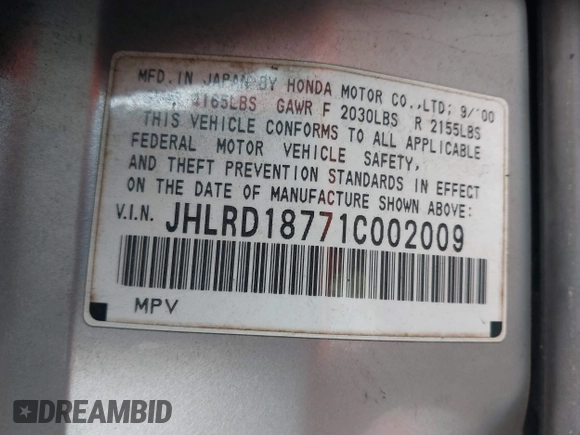 MFD. IN JAPAN BY HONDA MOTOR CO.,LTD; 9/'00
4165LBS GAWR F 2030LBS R 2155LBS
THIS VEHICLE CONFORMS TO ALL APPLICABLE
FEDERAL MOTOR VEHICLE SAFETY,
AND THEFT PREVENTION STANDARDS IN EFFECT
ON THE DATE OF MANUFACTURE SHOWN ABOVE:
V.I.N. JHLRD18771C002009
MPV
DREAMBID